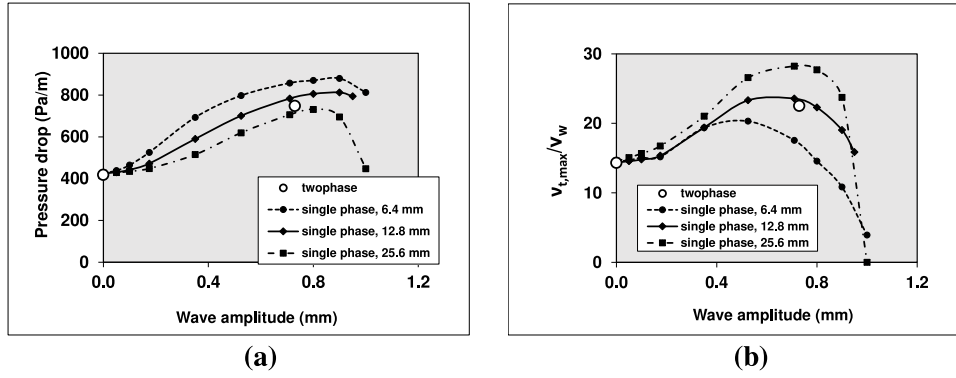 1000
800
600
400
200
0
Pressure drop (Pa/m)
twophase
single phase, 6.4 mm
single phase, 12.8 mm
single phase, 25.6 mm
0.0 0.4 0.8 1.2
Wave amplitude (mm)
(a)
30
20
10
0
v_t,max/v_w
twophase
single phase, 6.4 mm
single phase, 12.8 mm
single phase, 25.6 mm
0.0 0.4 0.8 1.2
Wave amplitude (mm)
(b)